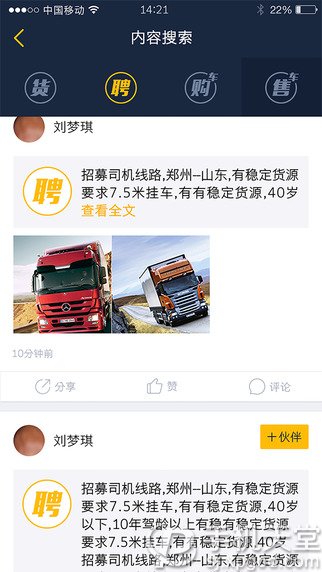 中国移动
14:21
52%
内容搜索
货
聘
购车
售车
刘梦琪
聘
招募司机线路,郑州—山东,有稳定货源
要求7.5米挂车,有有稳定货源,40岁
查看全文
10分钟前
分享
赞
评论
刘梦琪
+伙伴
聘
招募司机线路,郑州—山东,有稳定货源
要求7.5米挂车,有有稳定货源,40岁
以下,10年驾龄以上有稳有稳定货源
要求7.5米挂车,有有稳定货源,40岁
招募司机线路,郑州—山东,有稳定货源